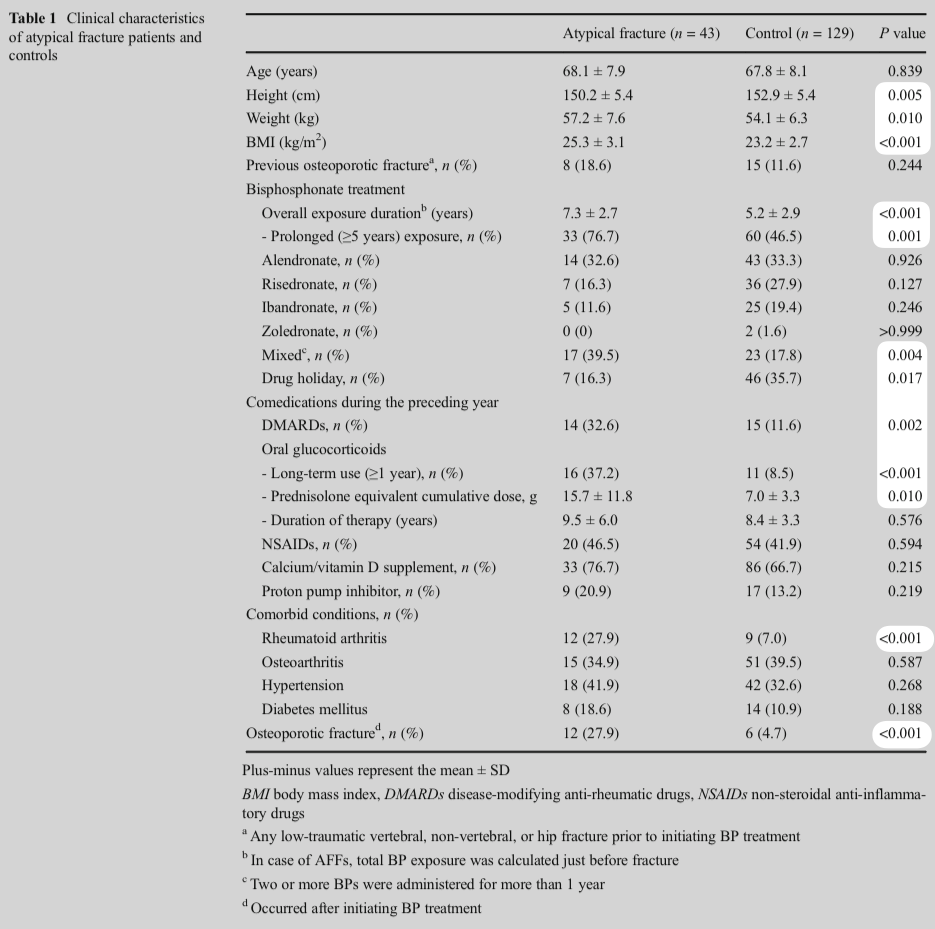 Table 1 Clinical characteristics
of atypical fracture patients and
controls
Atypical fracture (n = 43) Control (n = 129) P value
Age (years) 68.1 ± 7.9 67.8 ± 8.1 0.839
Height (cm) 150.2 ± 5.4 152.9 ± 5.4 0.005
Weight (kg) 57.2 ± 7.6 54.1 ± 6.3 0.010
BMI (kg/m²) 25.3 ± 3.1 23.2 ± 2.7 <0.001
Previous osteoporotic fractureᵃ, n (%) 8 (18.6) 15 (11.6) 0.244
Bisphosphonate treatment
Overall exposure durationᵇ (years) 7.3 ± 2.7 5.2 ± 2.9 <0.001
- Prolonged (≥5 years) exposure, n (%) 33 (76.7) 60 (46.5) 0.001
Alendronate, n (%) 14 (32.6) 43 (33.3) 0.926
Risedronate, n (%) 7 (16.3) 36 (27.9) 0.127
Ibandronate, n (%) 5 (11.6) 25 (19.4) 0.246
Zoledronate, n (%) 0 (0) 2 (1.6) >0.999
Mixedᶜ, n (%) 17 (39.5) 23 (17.8) 0.004
Drug holiday, n (%) 7 (16.3) 46 (35.7) 0.017
Comedications during the preceding year
DMARDs, n (%) 14 (32.6) 15 (11.6) 0.002
Oral glucocorticoids
- Long-term use (≥1 year), n (%) 16 (37.2) 11 (8.5) <0.001
- Prednisolone equivalent cumulative dose, g 15.7 ± 11.8 7.0 ± 3.3 0.010
- Duration of therapy (years) 9.5 ± 6.0 8.4 ± 3.3 0.576
NSAIDs, n (%) 20 (46.5) 54 (41.9) 0.594
Calcium/vitamin D supplement, n (%) 33 (76.7) 86 (66.7) 0.215
Proton pump inhibitor, n (%) 9 (20.9) 17 (13.2) 0.219
Comorbid conditions, n (%)
Rheumatoid arthritis 12 (27.9) 9 (7.0) <0.001
Osteoarthritis 15 (34.9) 51 (39.5) 0.587
Hypertension 18 (41.9) 42 (32.6) 0.268
Diabetes mellitus 8 (18.6) 14 (10.9) 0.188
Osteoporotic fractureᵈ, n (%) 12 (27.9) 6 (4.7) <0.001
Plus-minus values represent the mean ± SD
BMI body mass index, DMARDs disease-modifying anti-rheumatic drugs, NSAIDs non-steroidal anti-inflamma-
tory drugs
ᵃ Any low-traumatic vertebral, non-vertebral, or hip fracture prior to initiating BP treatment
ᵇ In case of AFFs, total BP exposure was calculated just before fracture
ᶜ Two or more BPs were administered for more than 1 year
ᵈ Occurred after initiating BP treatment